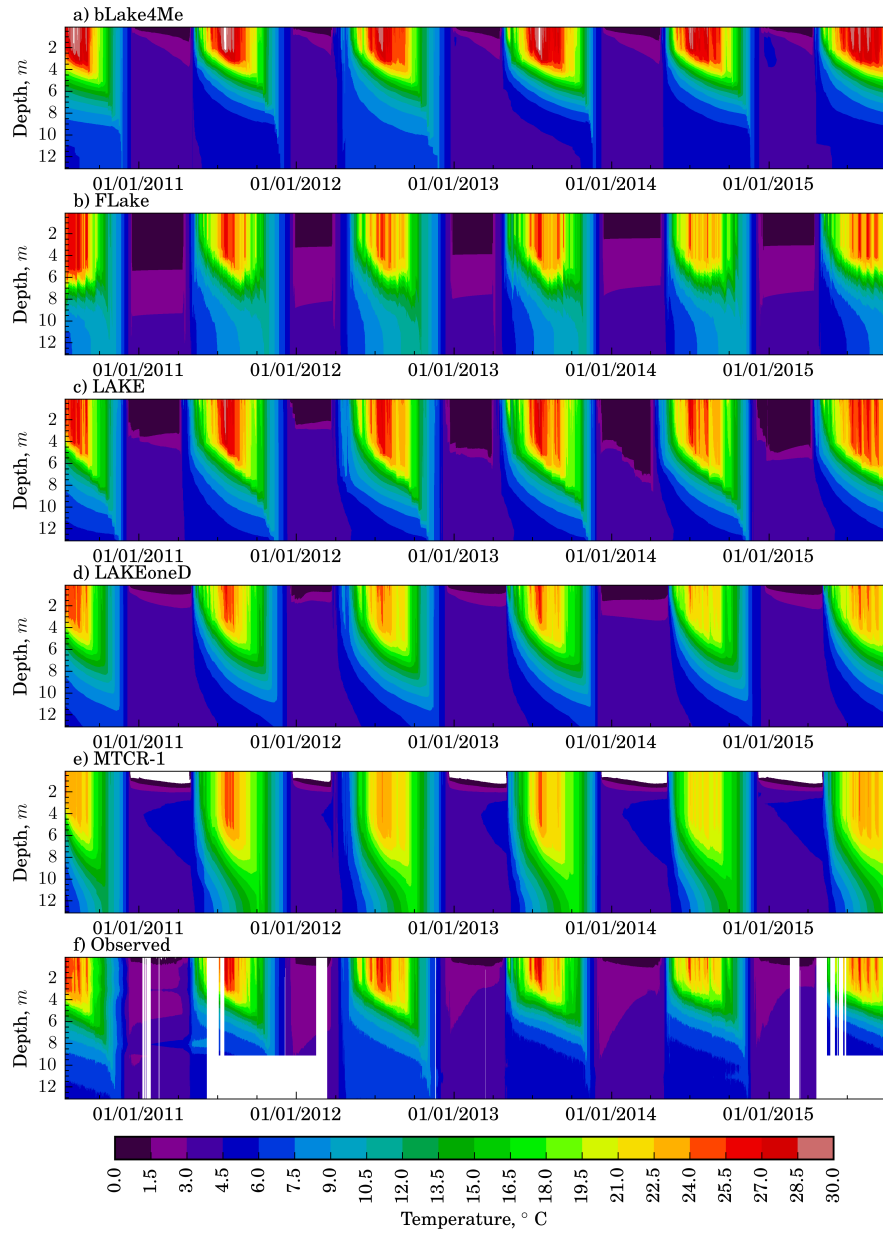 a) bLake4Me
Depth, m
2
4
6
8
10
12
01/01/2011 01/01/2012 01/01/2013 01/01/2014 01/01/2015
b) FLake
Depth, m
2
4
6
8
10
12
01/01/2011 01/01/2012 01/01/2013 01/01/2014 01/01/2015
c) LAKE
Depth, m
2
4
6
8
10
12
01/01/2011 01/01/2012 01/01/2013 01/01/2014 01/01/2015
d) LAKEoneD
Depth, m
2
4
6
8
10
12
01/01/2011 01/01/2012 01/01/2013 01/01/2014 01/01/2015
e) MTCR-1
Depth, m
2
4
6
8
10
12
01/01/2011 01/01/2012 01/01/2013 01/01/2014 01/01/2015
f) Observed
Depth, m
2
4
6
8
10
12
01/01/2011 01/01/2012 01/01/2013 01/01/2014 01/01/2015
0.0 1.5 3.0 4.5 6.0 7.5 9.0 10.5 12.0 13.5 15.0 16.5 18.0 19.5 21.0 22.5 24.0 25.5 27.0 28.5 30.0
Temperature, ° C